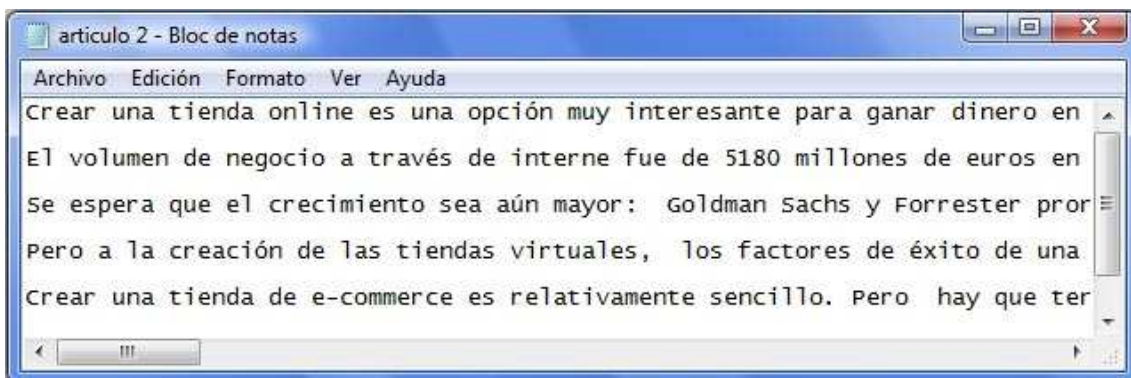 articulo 2 - Bloc de notas
Archivo Edición Formato Ver Ayuda
Crear una tienda online es una opción muy interesante para ganar dinero en
El volumen de negocio a través de interne fue de 5180 millones de euros en
Se espera que el crecimiento sea aún mayor:  Goldman Sachs y Forrester pror
Pero a la creación de las tiendas virtuales,  los factores de éxito de una
Crear una tienda de e-commerce es relativamente sencillo. Pero  hay que ter